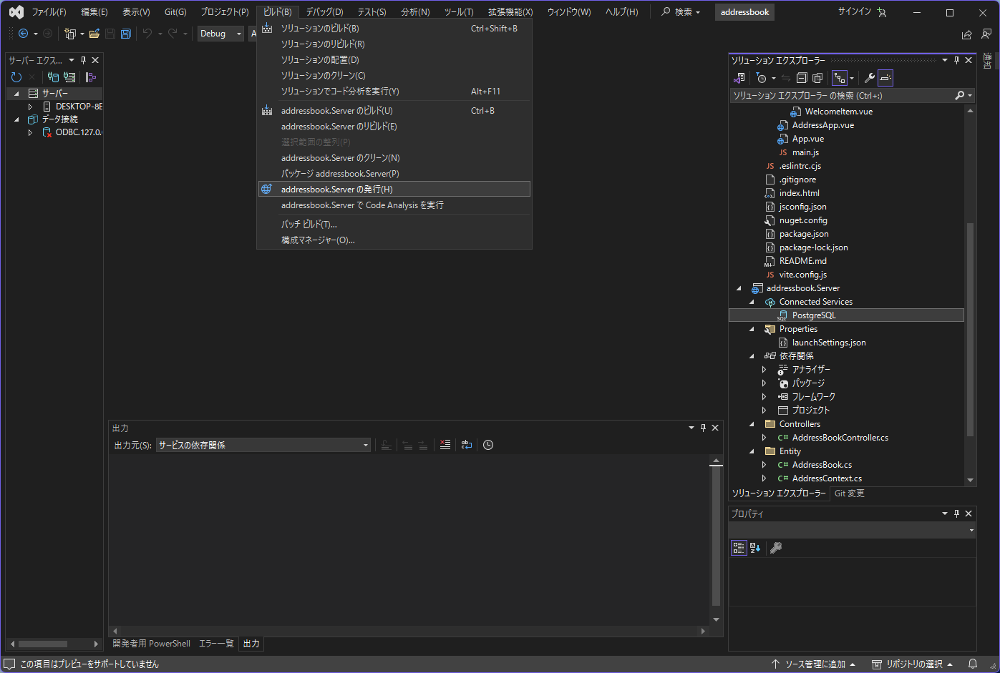 ファイル(F) 編集(E) 表示(V) Git(G) プロジェクト(P) ビルド(B) デバッグ(D) テスト(S) 分析(N) ツール(T) 拡張機能(X) ウィンドウ(W) ヘルプ(H) 検索 addressbook サインイン
Debug A
ソリューションのビルド(B) Ctrl+Shift+B
ソリューションのリビルド(R)
ソリューションの配置(D)
ソリューションのクリーン(C)
ソリューションでコード分析を実行(Y) Alt+F11
addressbook.Server のビルド(U) Ctrl+B
addressbook.Server のリビルド(E)
選択範囲の整列(P)
addressbook.Server のクリーン(N)
パッケージ addressbook.Server(P)
addressbook.Server の発行(H)
addressbook.Server で Code Analysis を実行
バッチ ビルド(T)...
構成マネージャー(O)...
サーバー エクス...
サーバー
DESKTOP-8E
データ接続
ODBC.127.0.
出力
出力元(S): サービスの依存関係
開発者用 PowerShell エラー一覧 出力
通知
ソリューション エクスプローラー
ソリューション エクスプローラー の検索 (Ctrl+:)
WelcomeItem.vue
AddressApp.vue
App.vue
JS main.js
JS .eslintrc.cjs
.gitignore
index.html
jsconfig.json
nuget.config
package.json
package-lock.json
README.md
JS vite.config.js
addressbook.Server
Connected Services
SQL PostgreSQL
Properties
launchSettings.json
依存関係
アナライザー
パッケージ
フレームワーク
プロジェクト
Controllers
C# AddressBookController.cs
Entity
C# AddressBook.cs
C# AddressContext.cs
ソリューション エクスプローラー Git 変更
プロパティ
この項目はプレビューをサポートしていません ソース管理に追加 リポジトリの選択